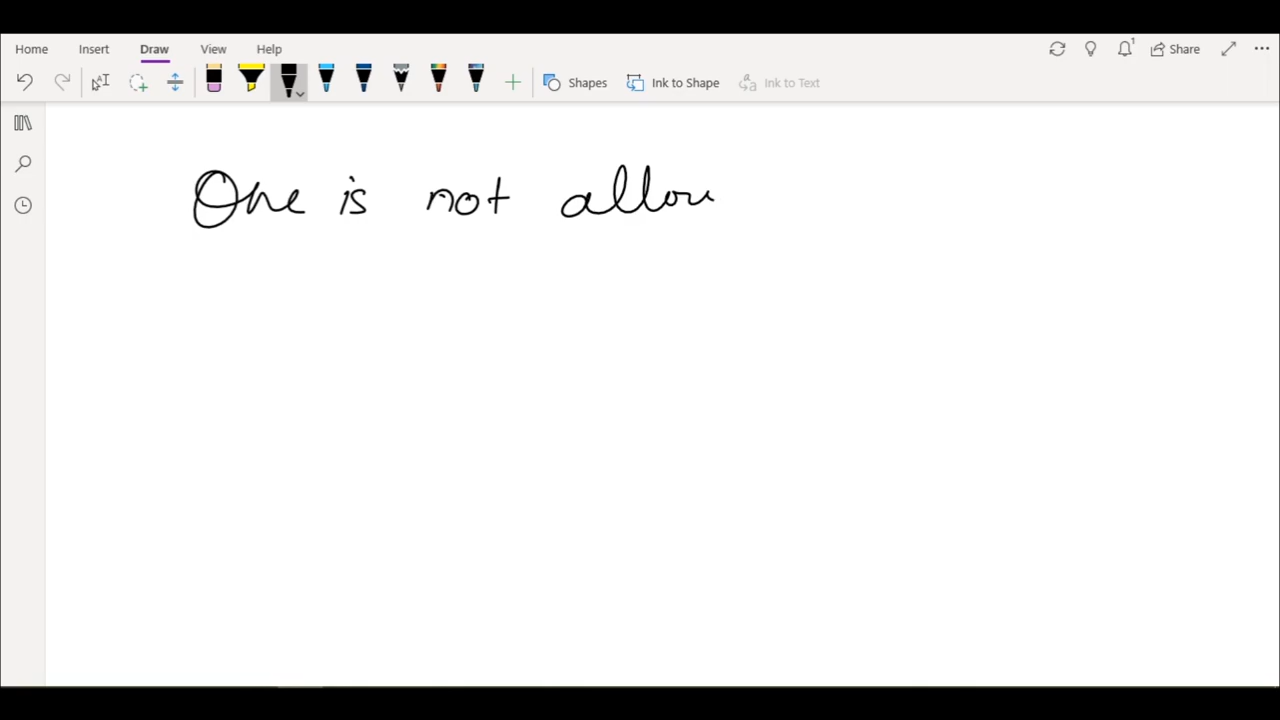 Home Insert Draw View Help Share
Shapes Ink to Shape Ink to Text
One is not allow